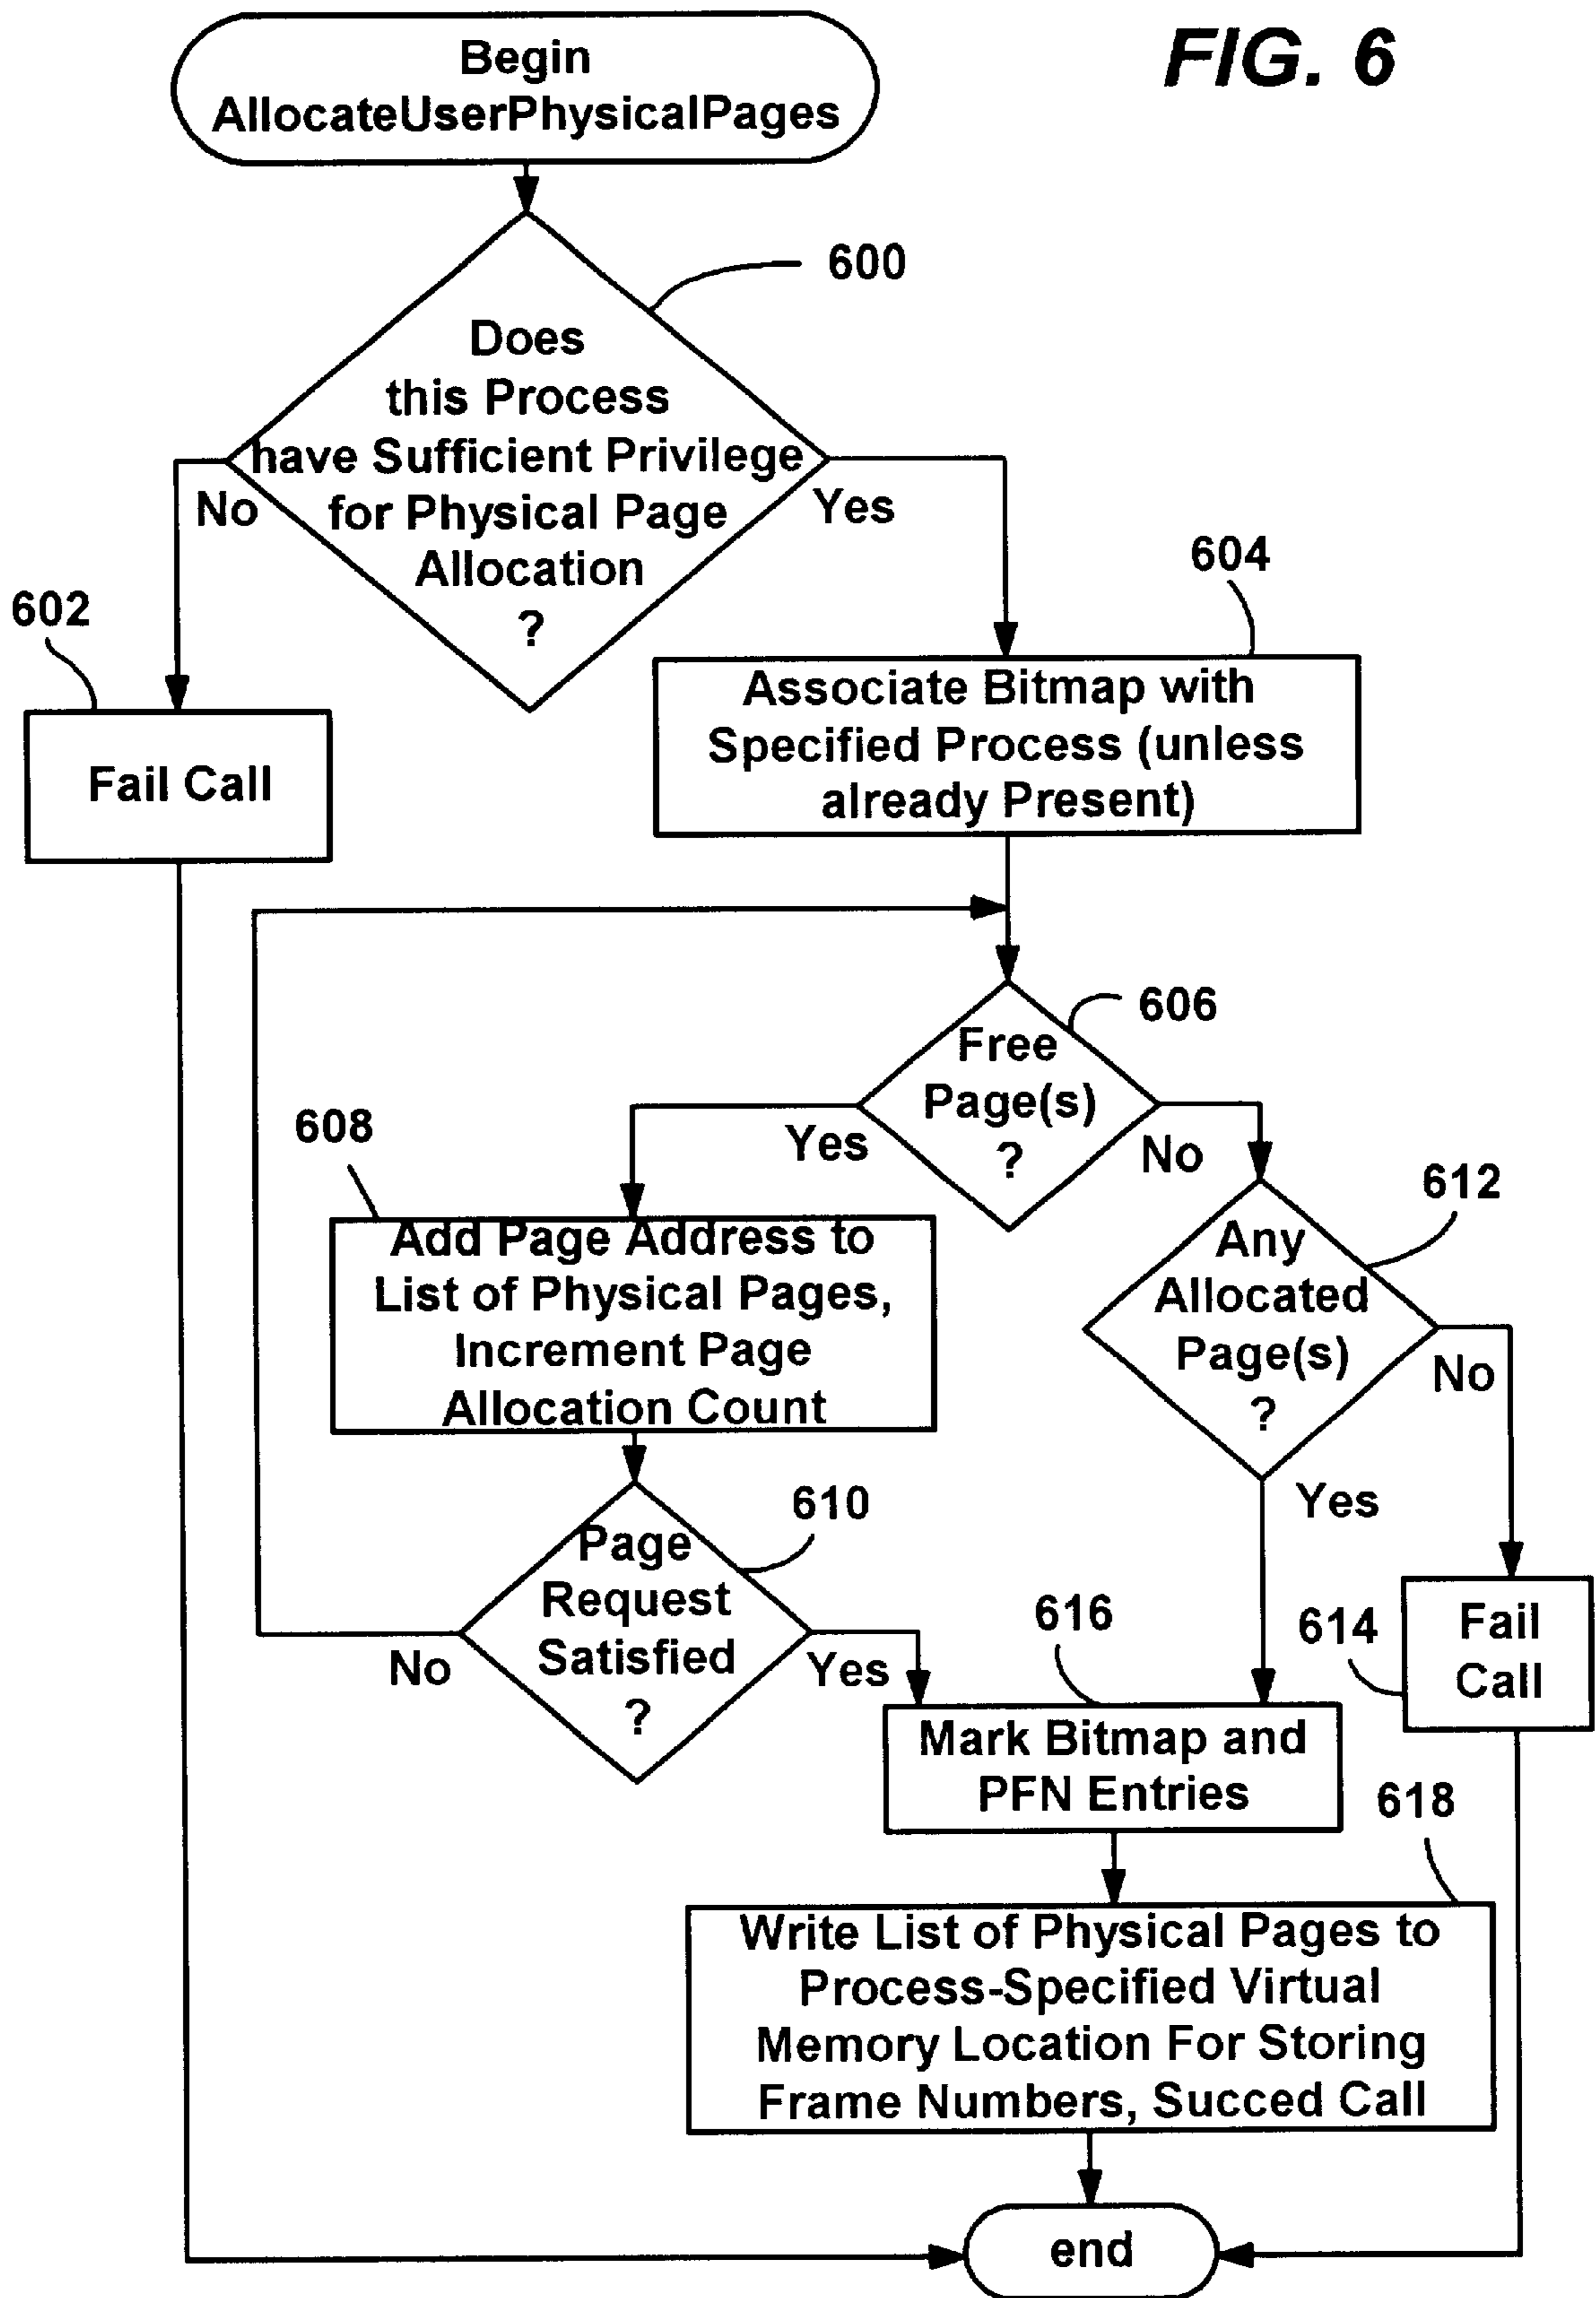 FIG. 6
Begin
AllocateUserPhysicalPages
600
Does
this Process
have Sufficient Privilege
for Physical Page
Allocation
?
No
Yes
602
Fail Call
604
Associate Bitmap with
Specified Process (unless
already Present)
606
Free
Page(s)
?
Yes
No
608
Add Page Address to
List of Physical Pages,
Increment Page
Allocation Count
612
Any
Allocated
Page(s)
?
No
Yes
610
Page
Request
Satisfied
?
No
Yes
614
Fail
Call
616
Mark Bitmap and
PFN Entries
618
Write List of Physical Pages to
Process-Specified Virtual
Memory Location For Storing
Frame Numbers, Succed Call
end